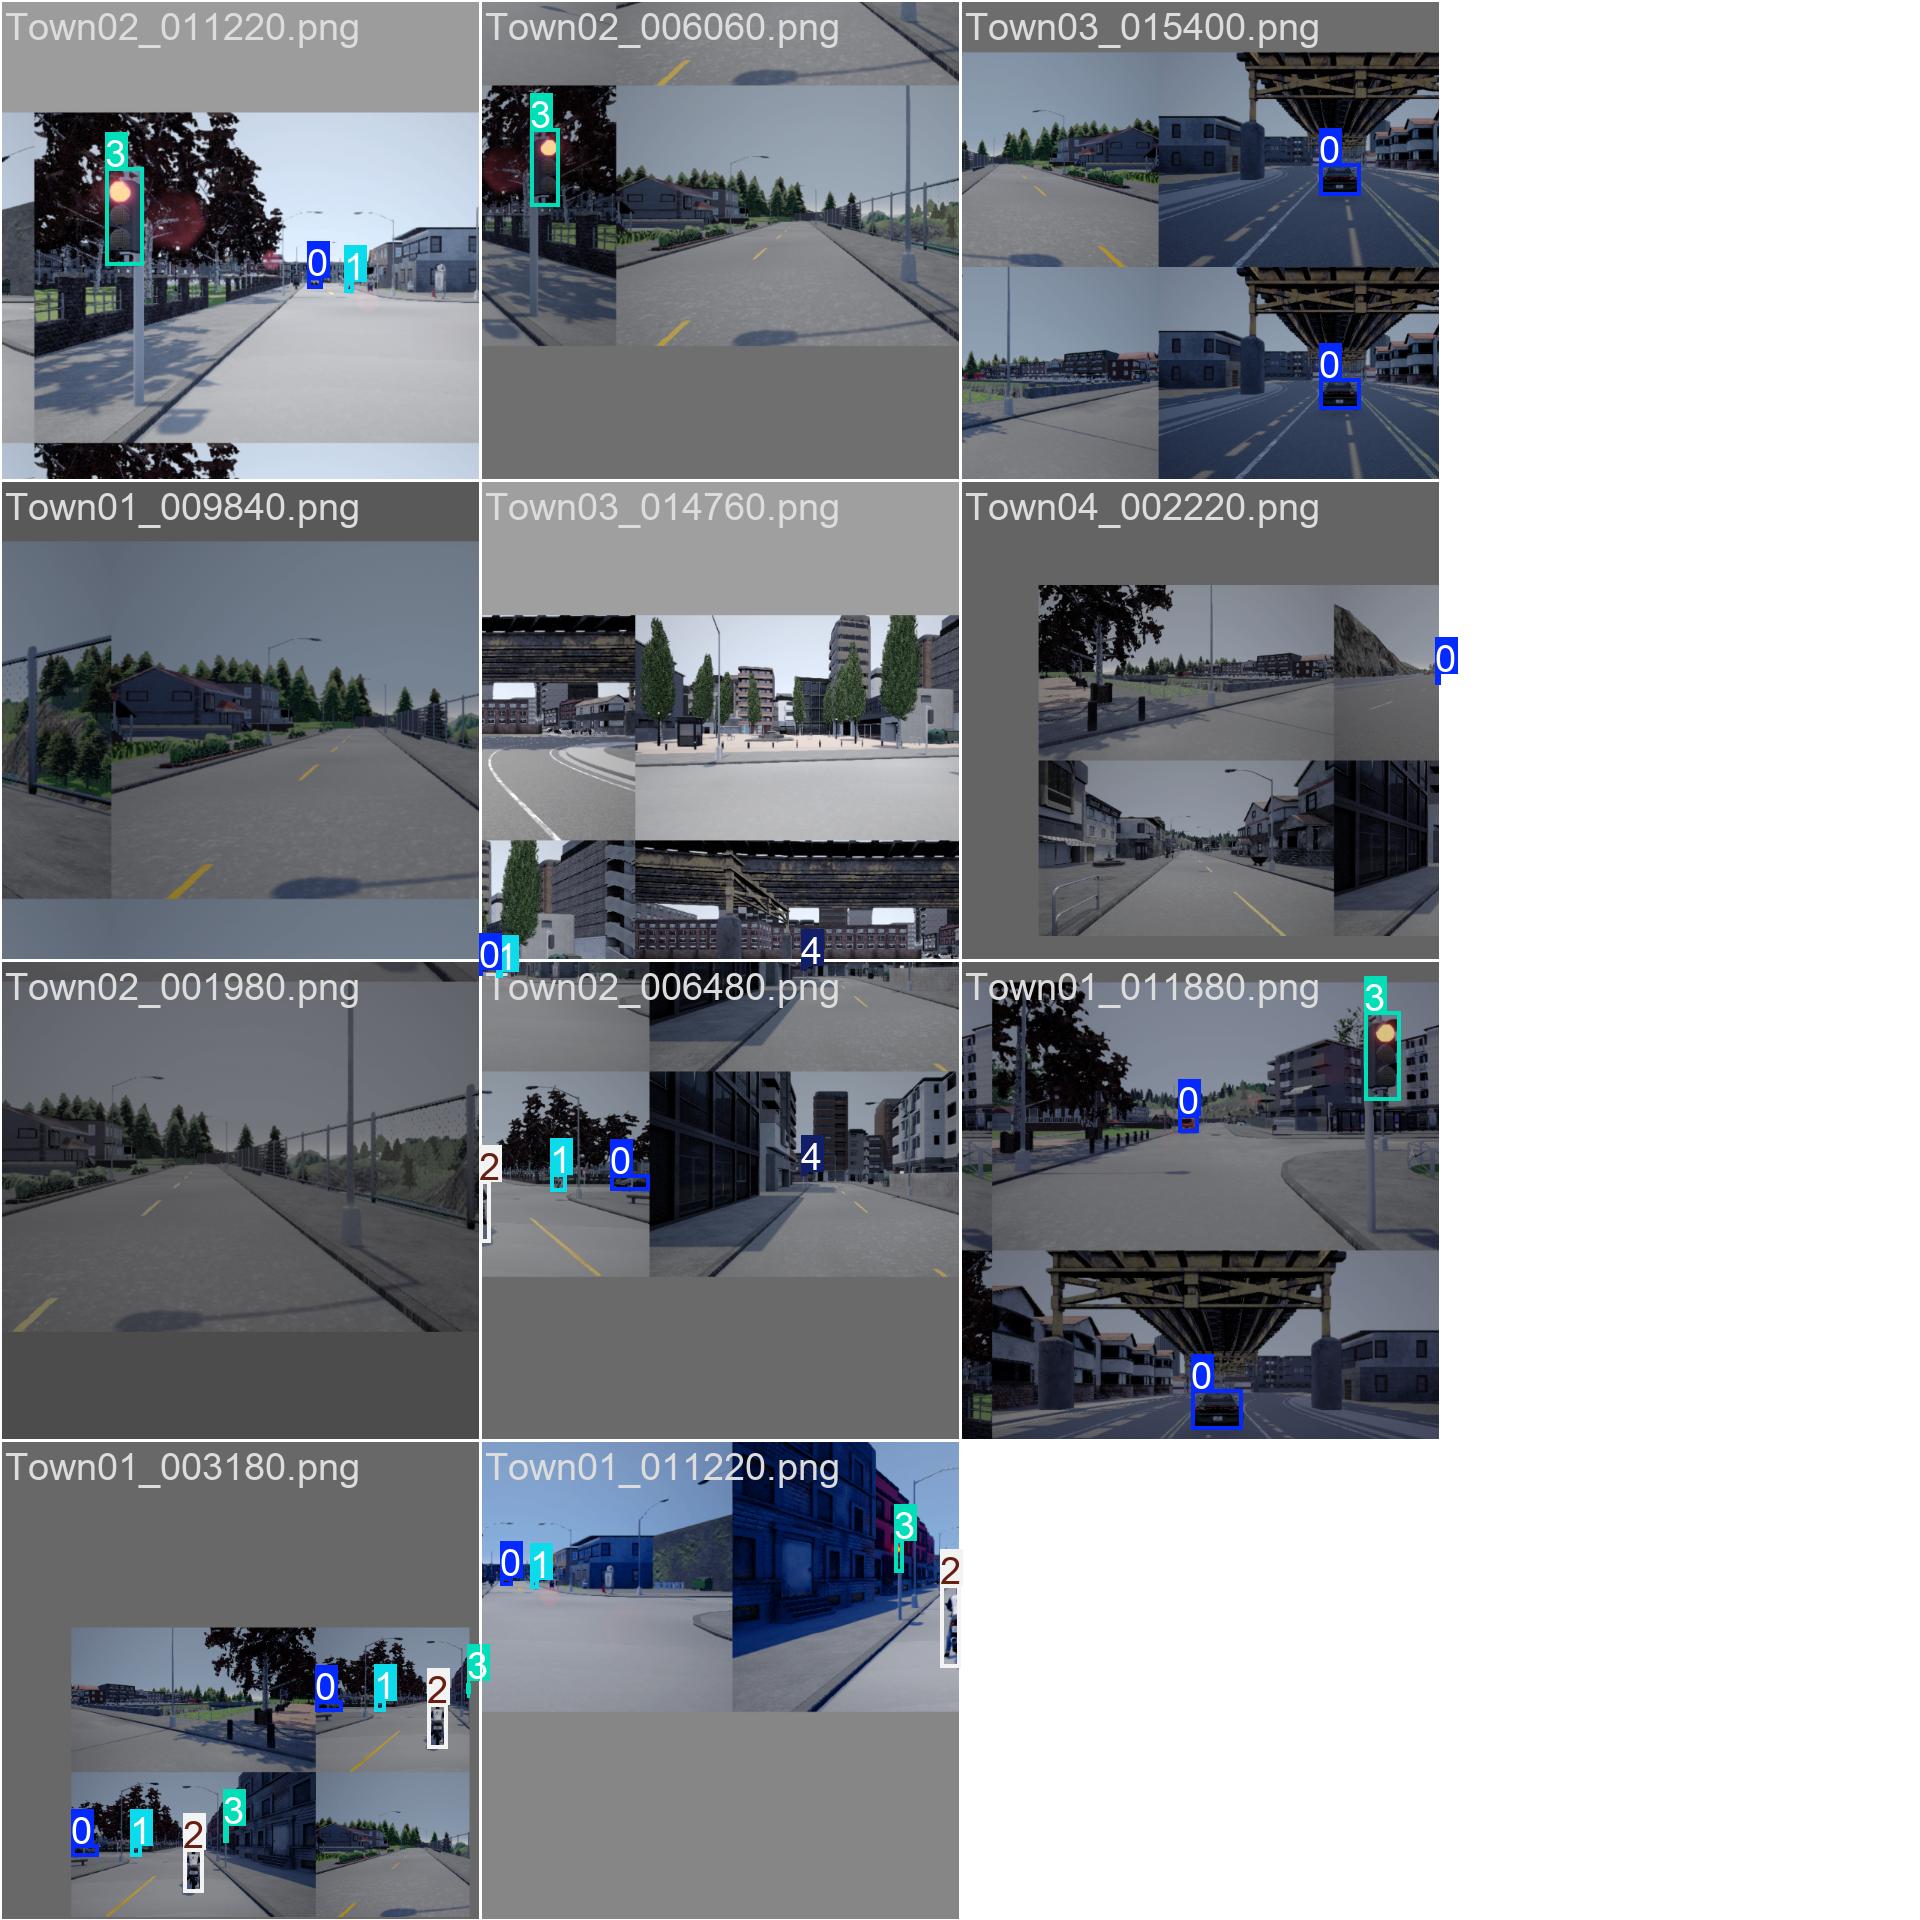 Town02_011220.png
Town02_006060.png
Town03_015400.png
3
0
1
3
0
0
Town01_009840.png
Town03_014760.png
Town04_002220.png
0
0
1
4
Town02_001980.png
Town02_006480.png
Town01_011880.png
2
1
0
4
3
0
0
Town01_003180.png
Town01_011220.png
0
1
2
3
0
1
2
3
0
1
3
2